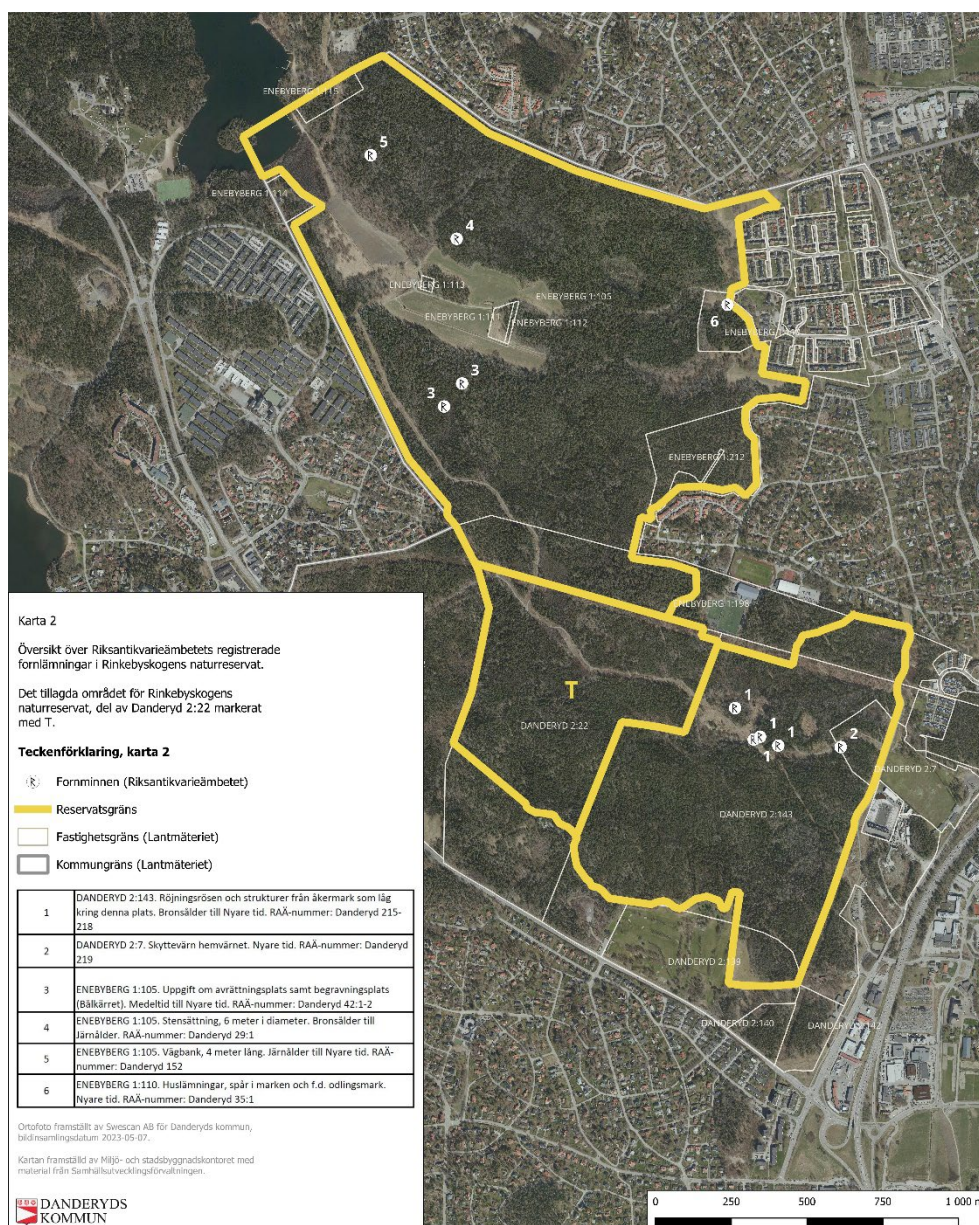 ENEBYBERG 1:115
5
ENEBYBERG 1:114
4
ENEBYBERG 1:113
ENEBYBERG 1:105
ENEBYBERG 1:111
ENEBYBERG 1:112
6
3
3
ENEBYBERG 1:212
ENEBYBERG 1:198
T
DANDERYD 2:22
1
1
1
1
2
DANDERYD 2:7
DANDERYD 2:143
DANDERYD 2:140
Karta 2
Översikt över Riksantikvarieämbetets registrerade
fornlämningar i Rinkebyskogens naturreservat.
Det tillagda området för Rinkebyskogens
naturreservat, del av Danderyd 2:22 markerat
med T.
Teckenförklaring, karta 2
Fornminnen (Riksantikvarieämbetet)
Reservatsgräns
Fastighetsgräns (Lantmäteriet)
Kommungräns (Lantmäteriet)
1 DANDERYD 2:143. Röjningsrösen och strukturer från åkermark som låg
kring denna plats. Bronsålder till Nyare tid. RAÄ-nummer: Danderyd 215-
218
2 DANDERYD 2:7. Skyttevärn hemvärnet. Nyare tid. RAÄ-nummer: Danderyd
219
3 ENEBYBERG 1:105. Uppgift om avrättningsplats samt begravningsplats
(Bålkärret). Medeltid till Nyare tid. RAÄ-nummer: Danderyd 42:1-2
4 ENEBYBERG 1:105. Stensättning, 6 meter i diameter. Bronsålder till
Järnålder. RAÄ-nummer: Danderyd 29:1
5 ENEBYBERG 1:105. Vägbank, 4 meter lång. Järnålder till Nyare tid. RAÄ-
nummer: Danderyd 152
6 ENEBYBERG 1:110. Huslämningar, spår i marken och f.d. odlingsmark.
Nyare tid. RAÄ-nummer: Danderyd 35:1
Ortofoto framställt av Swescan AB för Danderyds kommun,
bildinsamlingsdatum 2023-05-07.
Kartan framställd av Miljö- och stadsbyggnadskontoret med
material från Samhällsutvecklingsförvaltningen.
DANDERYDS
KOMMUN
0 250 500 750 1 000 m